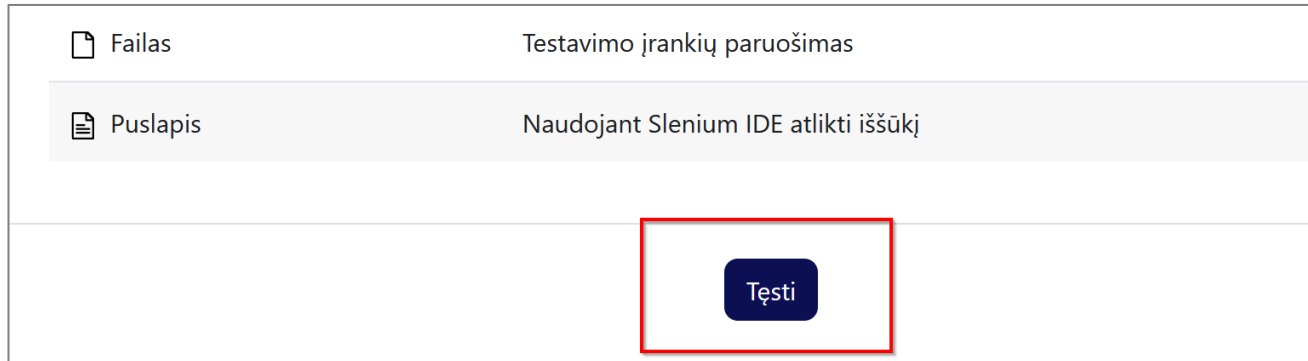 Failas Testavimo įrankių paruošimas
Puslapis Naudojant Slenium IDE atlikti iššūkį
Tęsti